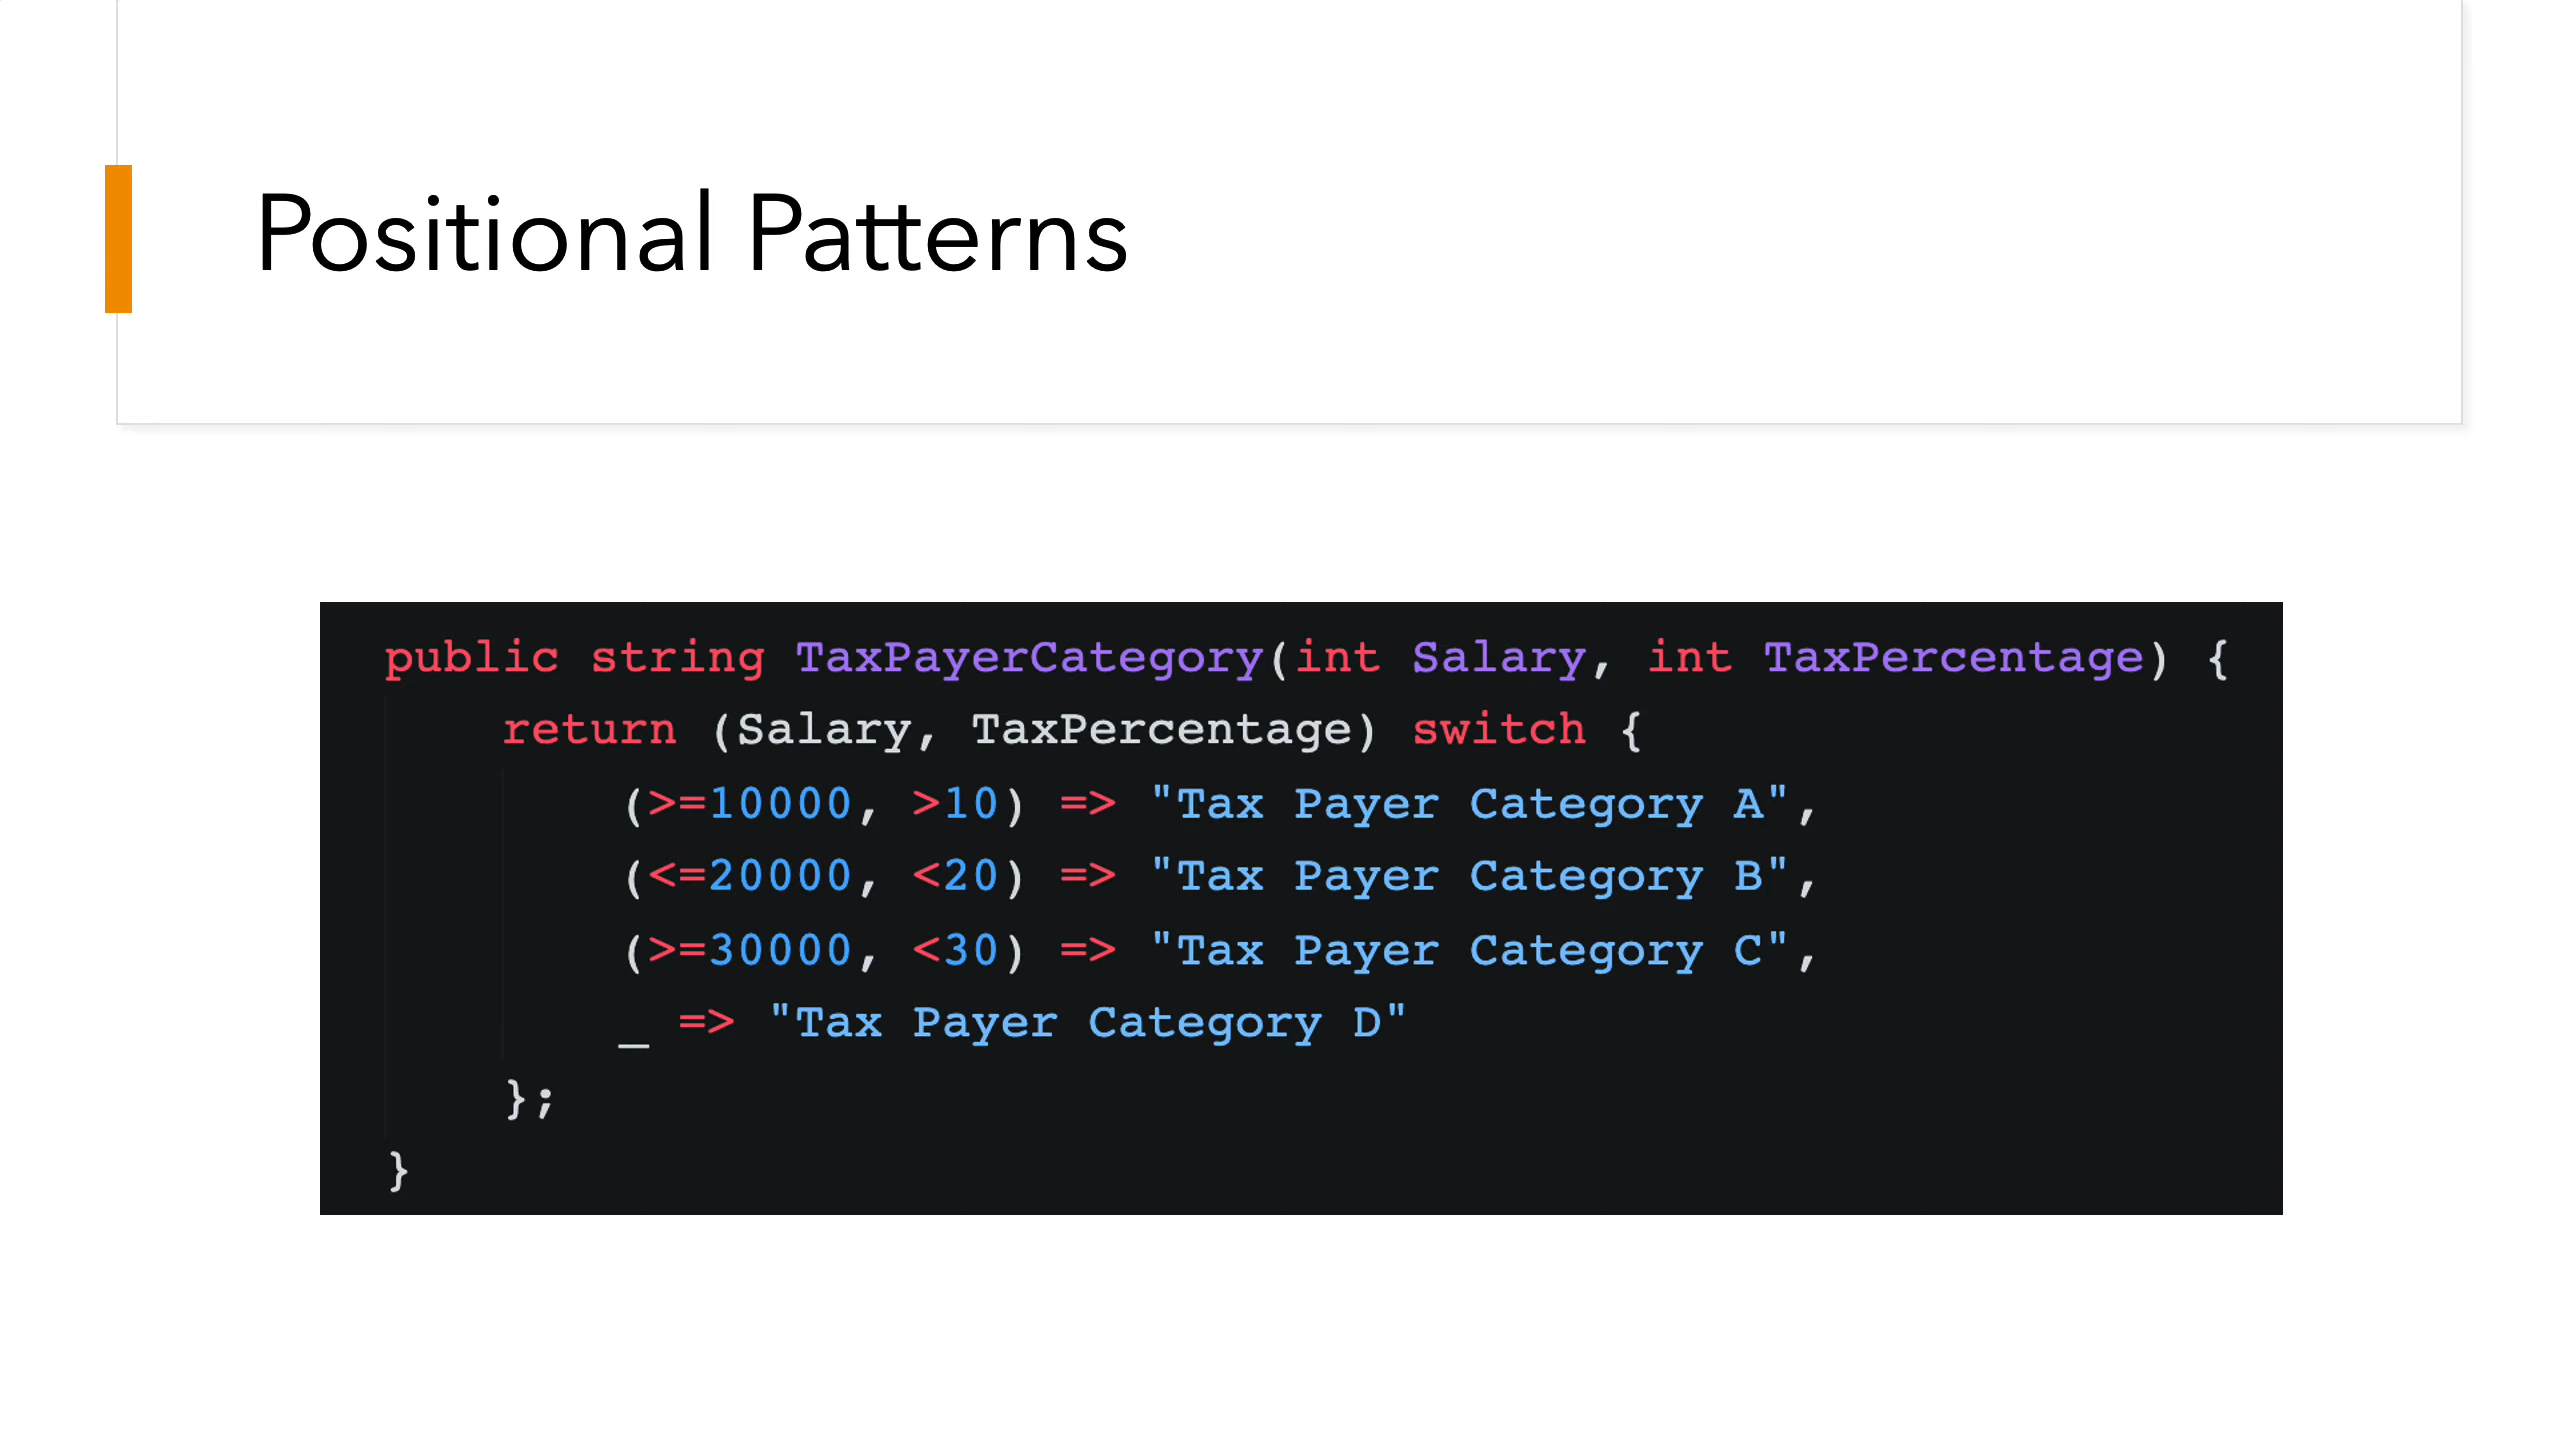 Positional Patterns
public string TaxPayerCategory(int Salary, int TaxPercentage) {
return (Salary, TaxPercentage) switch {
(>=10000, >10) => "Tax Payer Category A",
(<=20000, <20) => "Tax Payer Category B",
(>=30000, <30) => "Tax Payer Category C",
_ => "Tax Payer Category D"
};
}